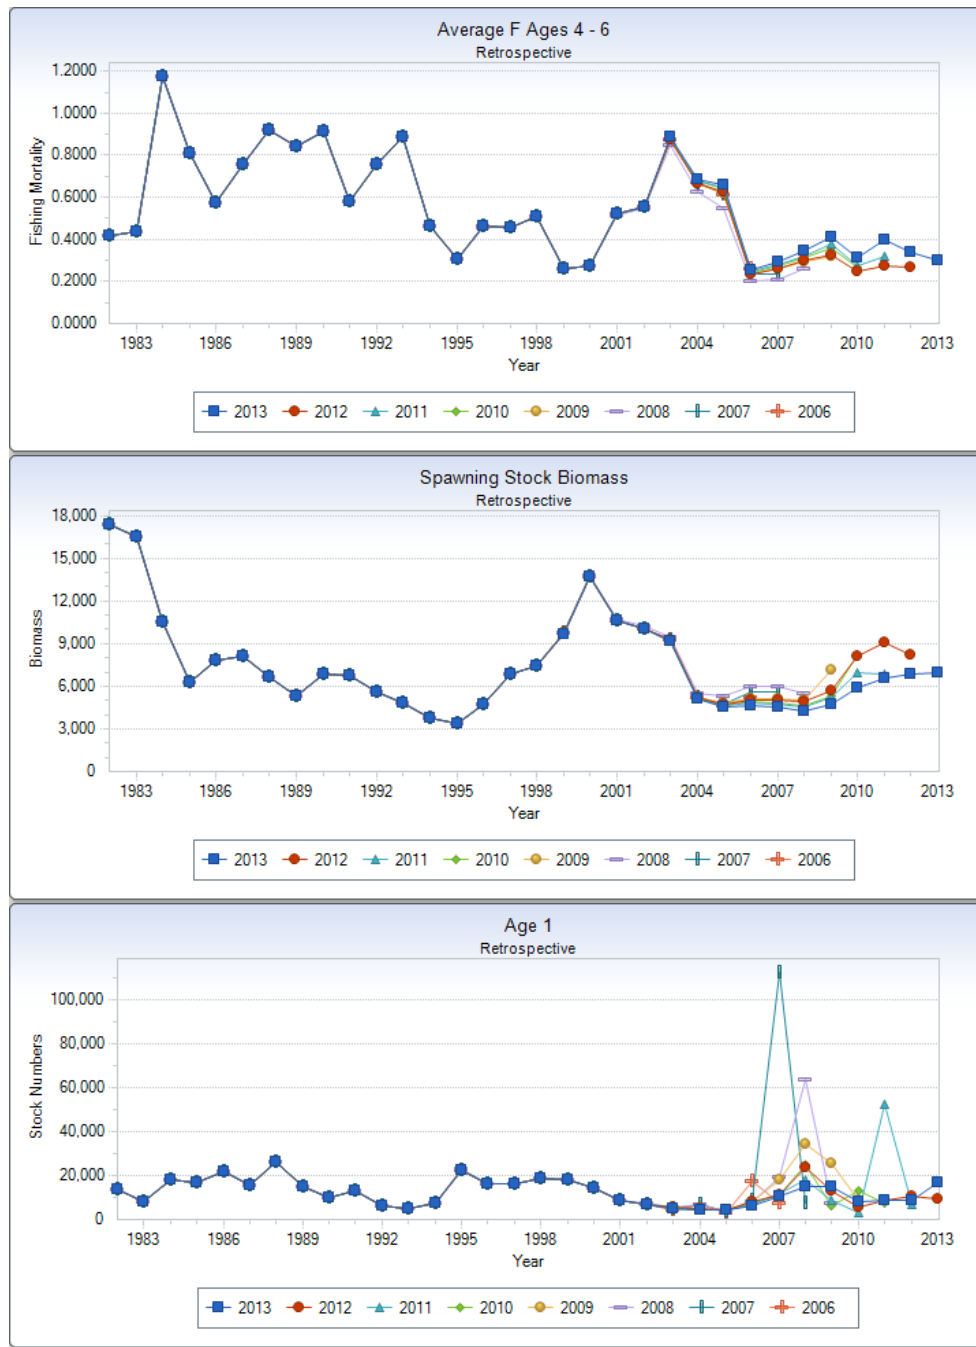 Average F Ages 4 - 6
Retrospective
Fishing Mortality
1.2000
1.0000
0.8000
0.6000
0.4000
0.2000
0.0000
1983 1986 1989 1992 1995 1998 2001 2004 2007 2010 2013
Year
2013 2012 2011 2010 2009 2008 2007 2006
Spawning Stock Biomass
Retrospective
Biomass
18,000
15,000
12,000
9,000
6,000
3,000
0
1983 1986 1989 1992 1995 1998 2001 2004 2007 2010 2013
Year
2013 2012 2011 2010 2009 2008 2007 2006
Age 1
Retrospective
Stock Numbers
100,000
80,000
60,000
40,000
20,000
0
1983 1986 1989 1992 1995 1998 2001 2004 2007 2010 2013
Year
2013 2012 2011 2010 2009 2008 2007 2006